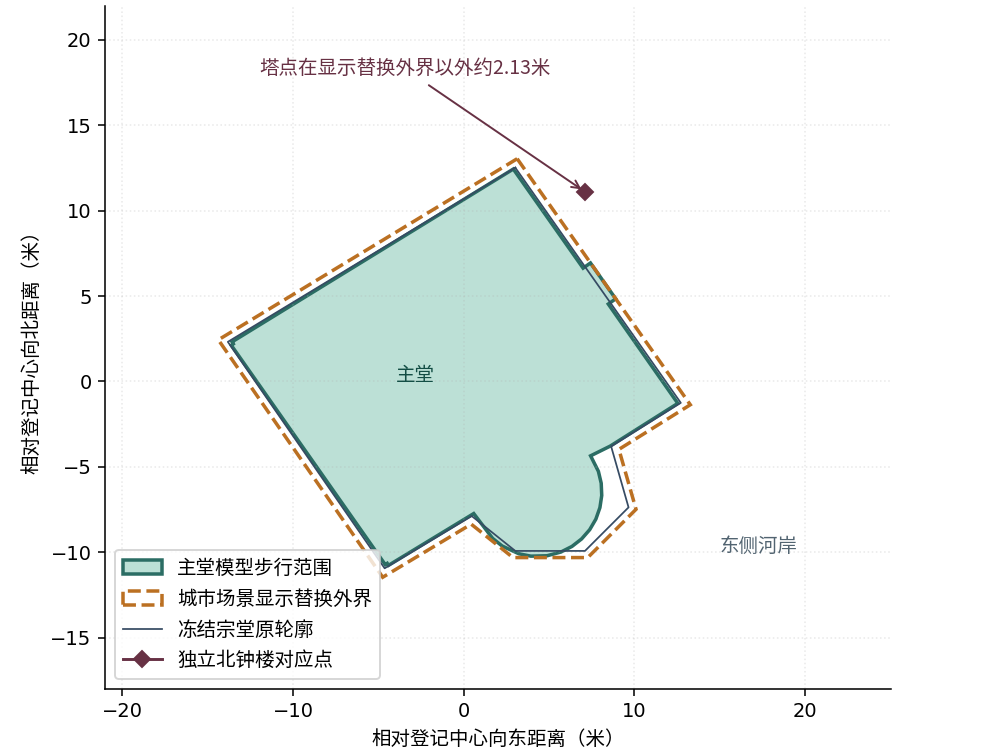 塔点在显示替换外界以外约2.13米
主堂
东侧河岸
主堂模型步行范围
城市场景显示替换外界
冻结宗堂原轮廓
独立北钟楼对应点
20
15
10
5
0
−5
−10
−15
−20
−10
0
10
20
相对登记中心向北距离（米）
相对登记中心向东距离（米）